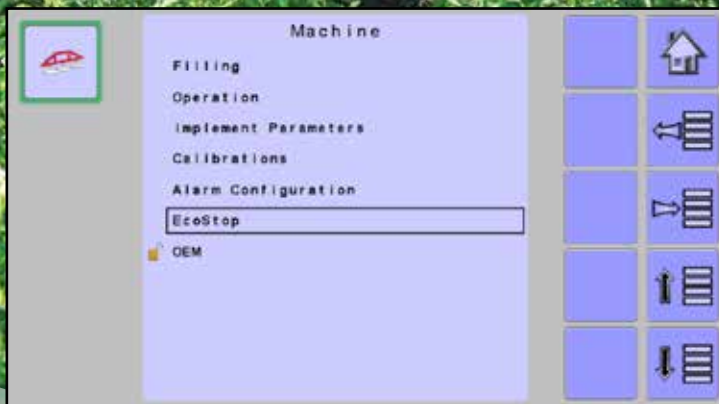 Machine
Filling
Operation
Implement Parameters
Calibrations
Alarm Configuration
EcoStop
OEM